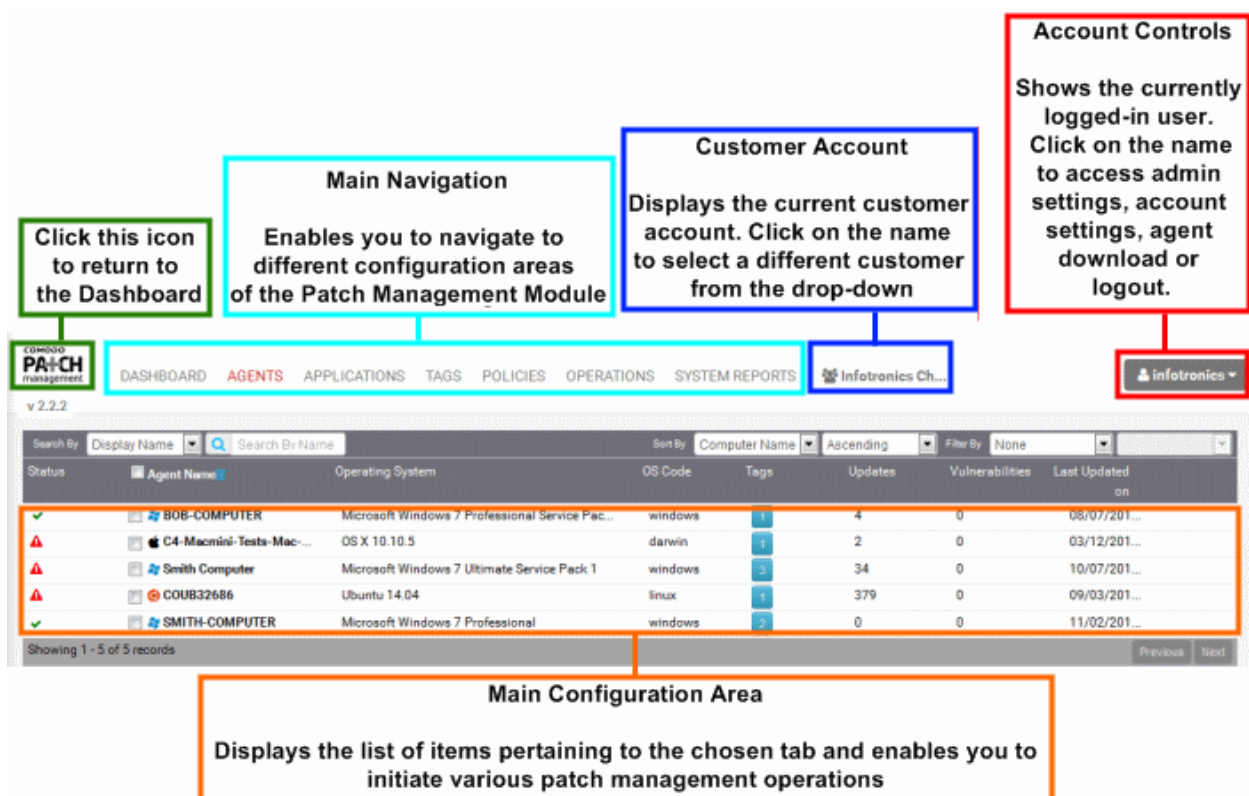 Account Controls
Shows the currently
logged-in user.
Click on the name
to access admin
settings, account
settings, agent
download or
logout.
Customer Account
Displays the current customer
account. Click on the name
to select a different customer
from the drop-down
Main Navigation
Enables you to navigate to
different configuration areas
of the Patch Management Module
Click this icon
to return to
the Dashboard
COMODO
PATCH
management
DASHBOARD AGENTS APPLICATIONS TAGS POLICIES OPERATIONS SYSTEM REPORTS Infotronics Ch... infotronics
v 2.2.2
Search By Display Name Search By Name Sort By Computer Name Ascending Filter By None
Status Agent Name Operating System OS Code Tags Updates Vulnerabilities Last Updated
on
BOB-COMPUTER Microsoft Windows 7 Professional Service Pac... windows 1 4 0 08/07/201...
C4-Macmini-Tests-Mac-... OS X 10.10.5 darwin 1 2 0 03/12/201...
Smith Computer Microsoft Windows 7 Ultimate Service Pack 1 windows 3 34 0 10/07/201...
COUB32686 Ubuntu 14.04 linux 1 379 0 09/03/201...
SMITH-COMPUTER Microsoft Windows 7 Professional windows 2 0 0 11/02/201...
Showing 1 - 5 of 5 records Previous Next
Main Configuration Area
Displays the list of items pertaining to the chosen tab and enables you to
initiate various patch management operations